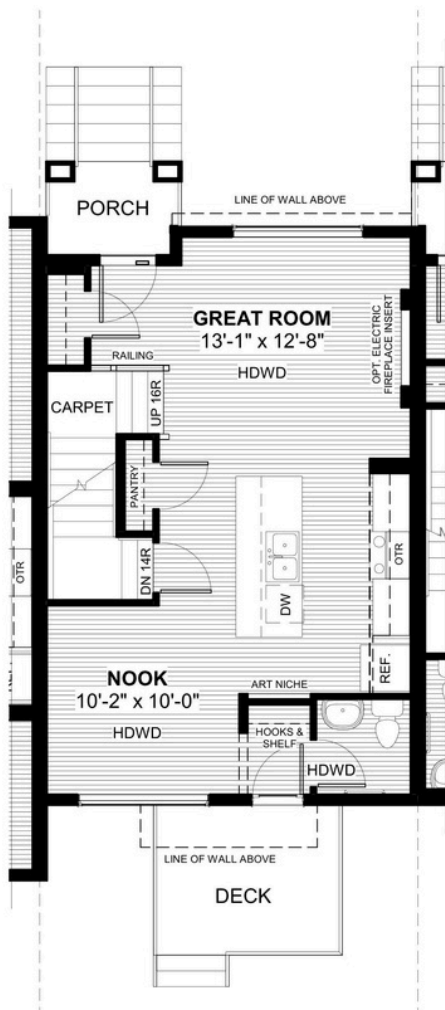 LINE OF WALL ABOVE
PORCH
GREAT ROOM
13'-1" x 12'-8"
HDWD
OPT. ELECTRIC
FIREPLACE INSERT
RAILING
CARPET
UP 16R
PANTRY
DN 14R
DW
OTR
REF.
OTR
NOOK
10'-2" x 10'-0"
HDWD
ART NICHE
HOOKS &
SHELF
HDWD
LINE OF WALL ABOVE
DECK